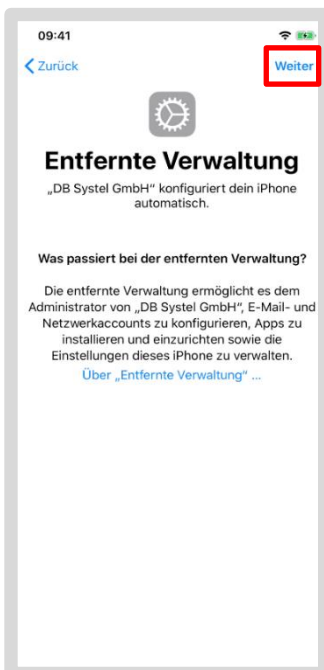 09:41
Zurück
Weiter
Entfernte Verwaltung
„DB Systel GmbH“ konfiguriert dein iPhone
automatisch.
Was passiert bei der entfernten Verwaltung?
Die entfernte Verwaltung ermöglicht es dem
Administrator von „DB Systel GmbH“, E-Mail- und
Netzwerkaccounts zu konfigurieren, Apps zu
installieren und einzurichten sowie die
Einstellungen dieses iPhone zu verwalten.
Über „Entfernte Verwaltung“ ...